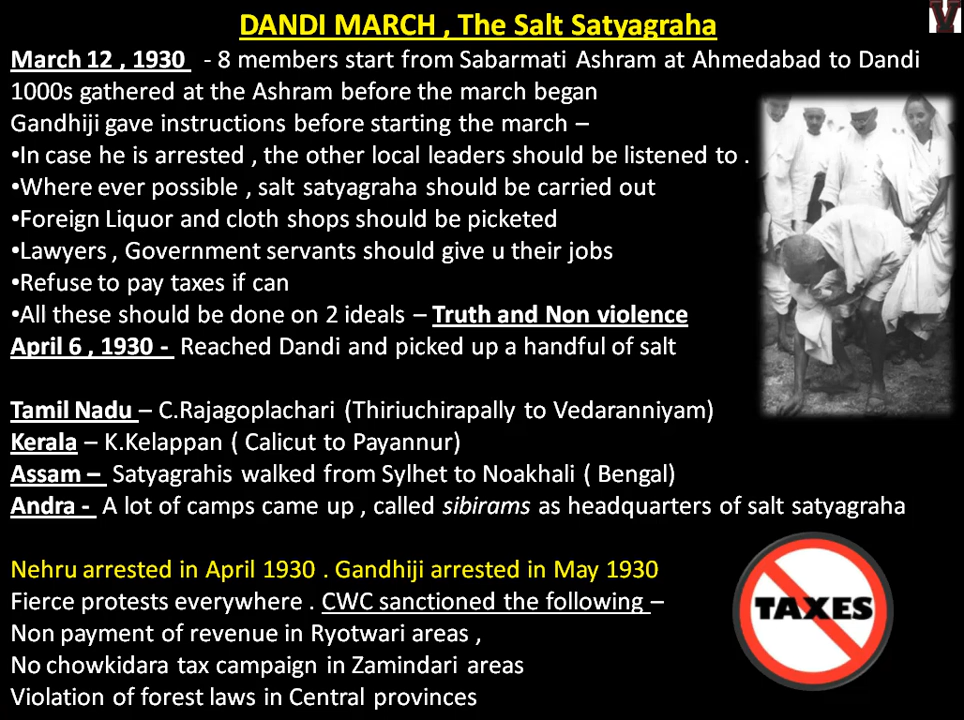 DANDI MARCH , The Salt Satyagraha
March 12 , 1930 - 8 members start from Sabarmati Ashram at Ahmedabad to Dandi
1000s gathered at the Ashram before the march began
Gandhiji gave instructions before starting the march –
•In case he is arrested , the other local leaders should be listened to .
•Where ever possible , salt satyagraha should be carried out
•Foreign Liquor and cloth shops should be picketed
•Lawyers , Government servants should give u their jobs
•Refuse to pay taxes if can
•All these should be done on 2 ideals – Truth and Non violence
April 6 , 1930 - Reached Dandi and picked up a handful of salt
Tamil Nadu – C.Rajagoplachari (Thiriuchirapally to Vedaranniyam)
Kerala – K.Kelappan ( Calicut to Payannur)
Assam – Satyagrahis walked from Sylhet to Noakhali ( Bengal)
Andra - A lot of camps came up , called sibirams as headquarters of salt satyagraha
Nehru arrested in April 1930 . Gandhiji arrested in May 1930
Fierce protests everywhere . CWC sanctioned the following –
Non payment of revenue in Ryotwari areas ,
No chowkidara tax campaign in Zamindari areas
Violation of forest laws in Central provinces
TAXES